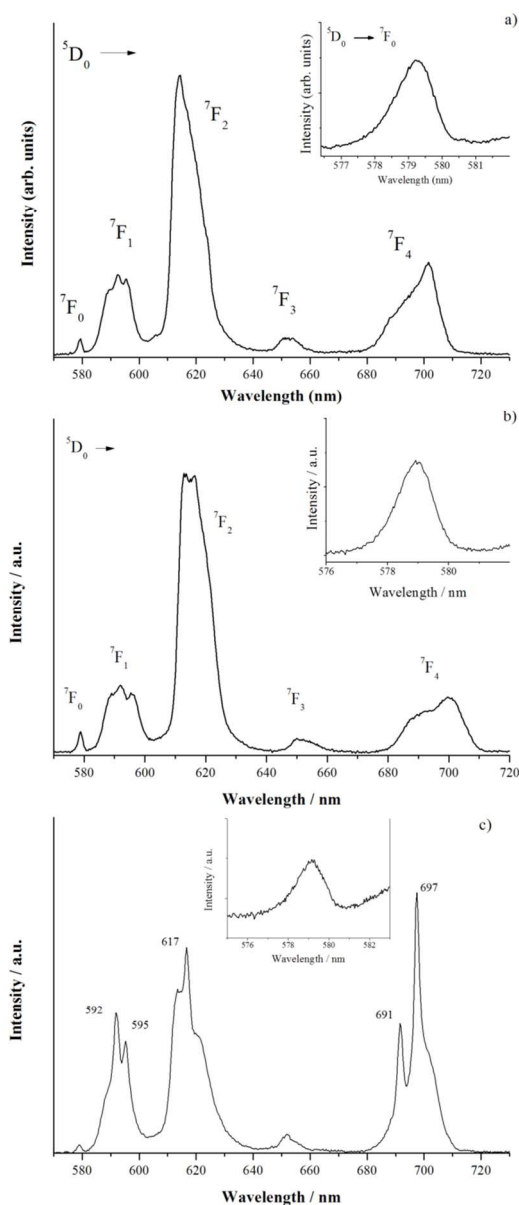 a)
⁵D₀ →
⁷F₀
⁷F₁
⁷F₂
⁷F₃
⁷F₄
Intensity (arb. units)
580 600 620 640 660 680 700 720
Wavelength (nm)
⁵D₀ → ⁷F₀
Intensity (arb. units)
577 578 579 580 581
Wavelength (nm)
b)
⁵D₀ →
⁷F₀
⁷F₁
⁷F₂
⁷F₃
⁷F₄
Intensity / a.u.
580 600 620 640 660 680 700 720
Wavelength / nm
Intensity / a.u.
576 578 580
Wavelength / nm
c)
592
595
617
691
697
Intensity / a.u.
580 600 620 640 660 680 700 720
Wavelength / nm
Intensity / a.u.
576 578 580 582
Wavelength / nm